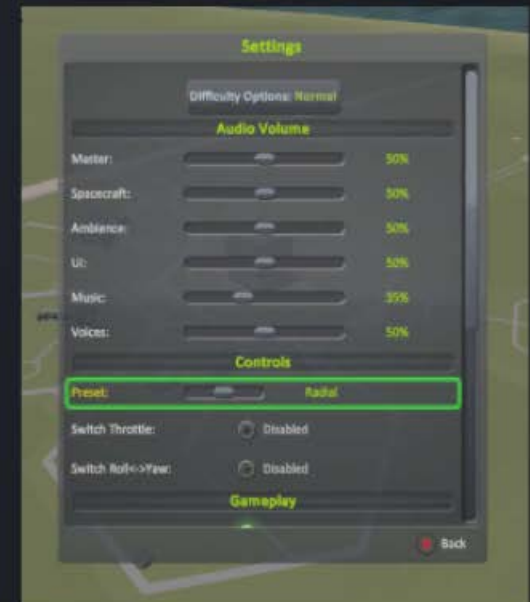 Settings
Difficulty Options: Normal
Audio Volume
Master: 50%
Spacecraft: 50%
Ambience: 50%
UI: 50%
Music: 35%
Voices: 50%
Controls
Preset: Radial
Switch Throttle: Disabled
Switch Roll<->Yaw: Disabled
Gameplay
Back